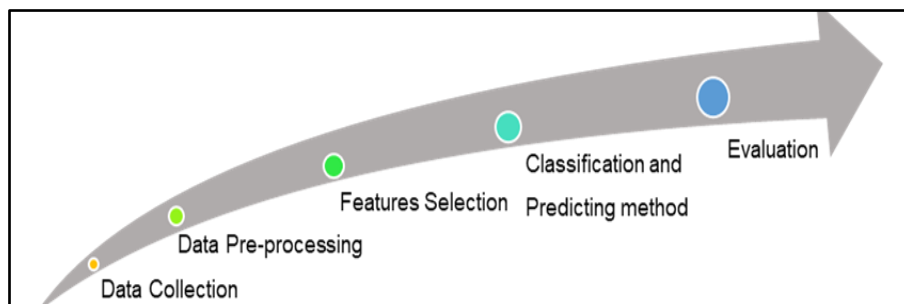 Data Collection
Data Pre-processing
Features Selection
Classification and
Predicting method
Evaluation